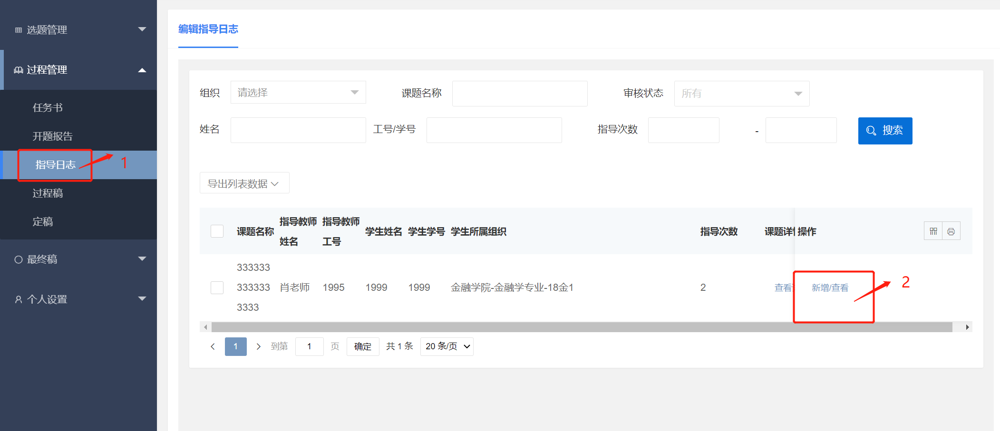 选题管理
过程管理
任务书
开题报告
指导日志
1
过程稿
定稿
最终稿
个人设置
编辑指导日志
组织 请选择 课题名称 审核状态 所有
姓名 工号/学号 指导次数 - 搜索
导出列表数据
课题名称 指导教师姓名 指导教师工号 学生姓名 学生学号 学生所属组织 指导次数 课题详 操作
333333
333333 肖老师 1995 1999 1999 金融学院-金融学专业-18金1 2 查看 新增/查看
3333
2
1 到第 1 页 确定 共 1 条 20 条/页